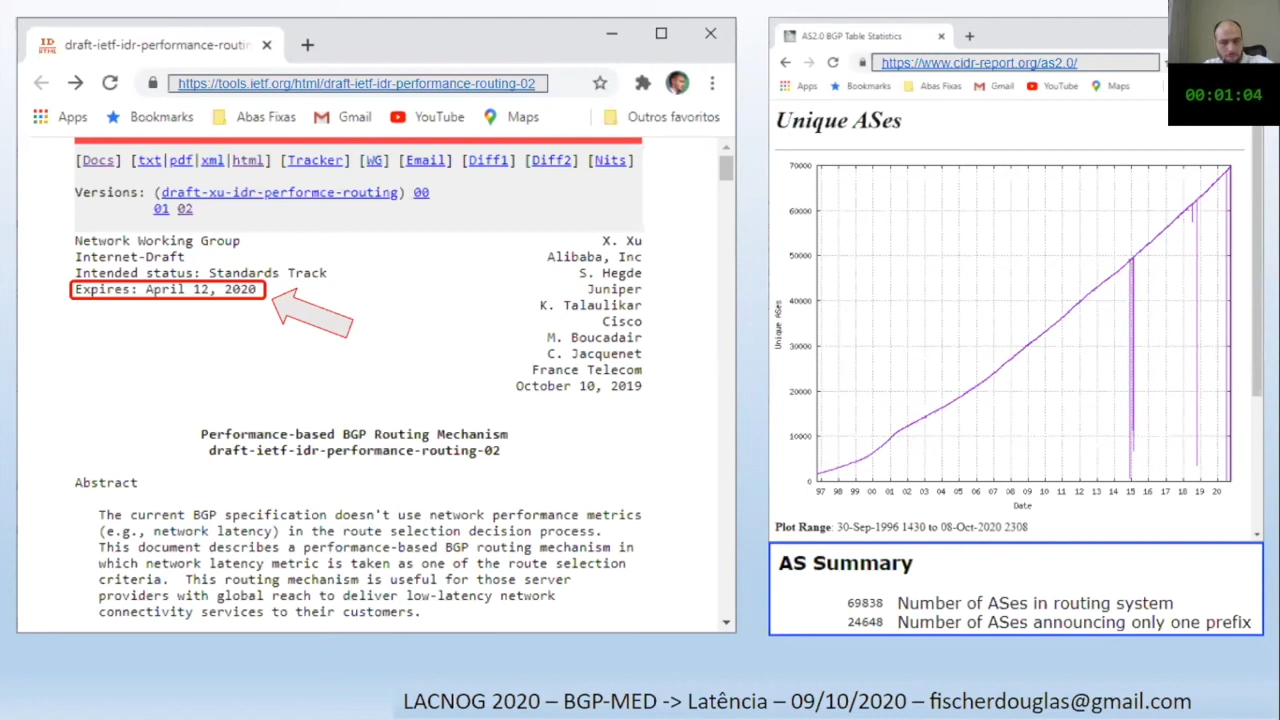 ID
HTML
draft-ietf-idr-performance-routin
https://tools.ietf.org/html/draft-ietf-idr-performance-routing-02
Apps
Bookmarks
Abas Fixas
Gmail
YouTube
Maps
Outros favoritos
[Docs] [txt|pdf|xml|html] [Tracker] [WG] [Email] [Diff1] [Diff2] [Nits]
Versions: (draft-xu-idr-performce-routing) 00
01 02
Network Working Group X. Xu
Internet-Draft Alibaba, Inc
Intended status: Standards Track S. Hegde
Expires: April 12, 2020 Juniper
K. Talaulikar
Cisco
M. Boucadair
C. Jacquenet
France Telecom
October 10, 2019
Performance-based BGP Routing Mechanism
draft-ietf-idr-performance-routing-02
Abstract
The current BGP specification doesn't use network performance metrics
(e.g., network latency) in the route selection decision process.
This document describes a performance-based BGP routing mechanism in
which network latency metric is taken as one of the route selection
criteria. This routing mechanism is useful for those server
providers with global reach to deliver low-latency network
connectivity services to their customers.
AS2.0 BGP Table Statistics
https://www.cidr-report.org/as2.0/
Apps
Bookmarks
Abas Fixas
Gmail
YouTube
Maps
00:01:04
Unique ASes
70000
60000
50000
40000
30000
20000
10000
0
Unique ASes
97 98 99 00 01 02 03 04 05 06 07 08 09 10 11 12 13 14 15 16 17 18 19 20
Date
Plot Range: 30-Sep-1996 1430 to 08-Oct-2020 2308
AS Summary
69838 Number of ASes in routing system
24648 Number of ASes announcing only one prefix
LACNOG 2020 – BGP-MED -> Latência – 09/10/2020 – fischerdouglas@gmail.com